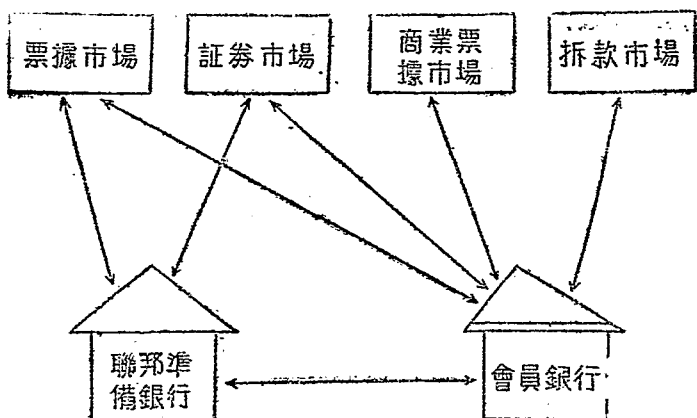 票據市場
証券市場
商業票
據市場
拆款市場
聯邦準
備銀行
會員銀行